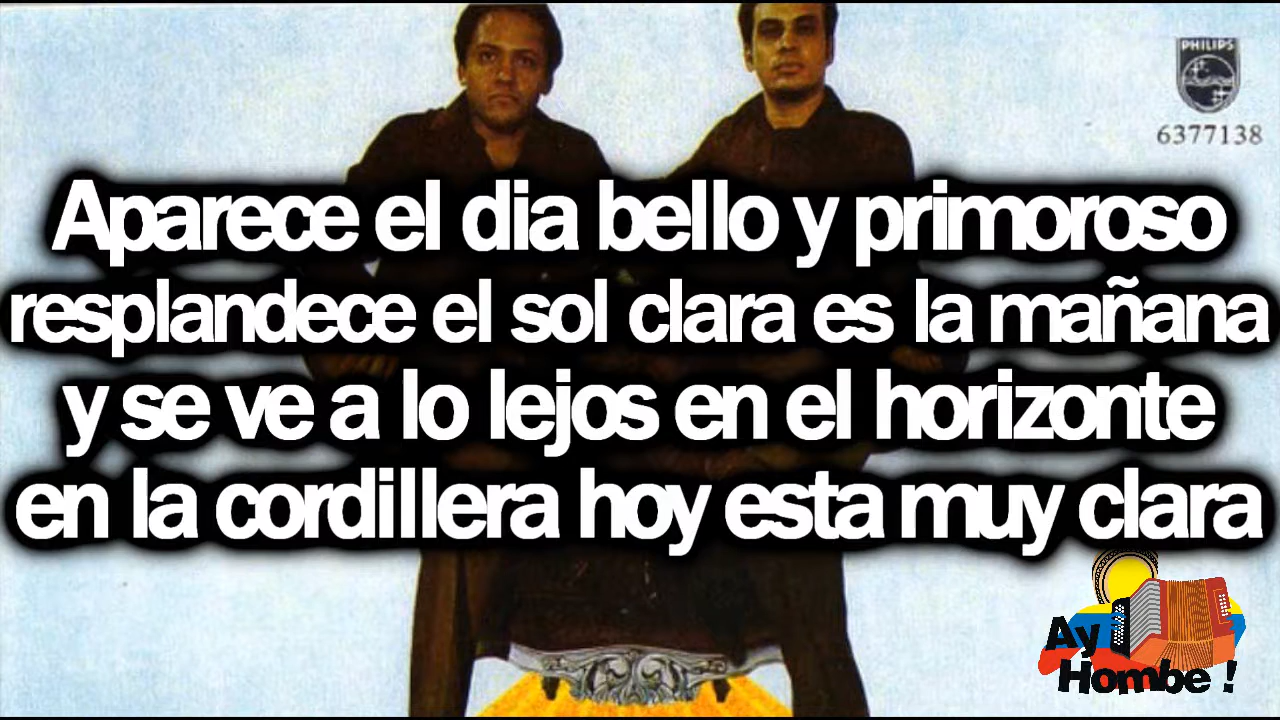 PHILIPS
6377138
Aparece el dia bello y primoroso
resplandece el sol clara es la mañana
y se ve a lo lejos en el horizonte
en la cordillera hoy esta muy clara
Ay
Hombe !